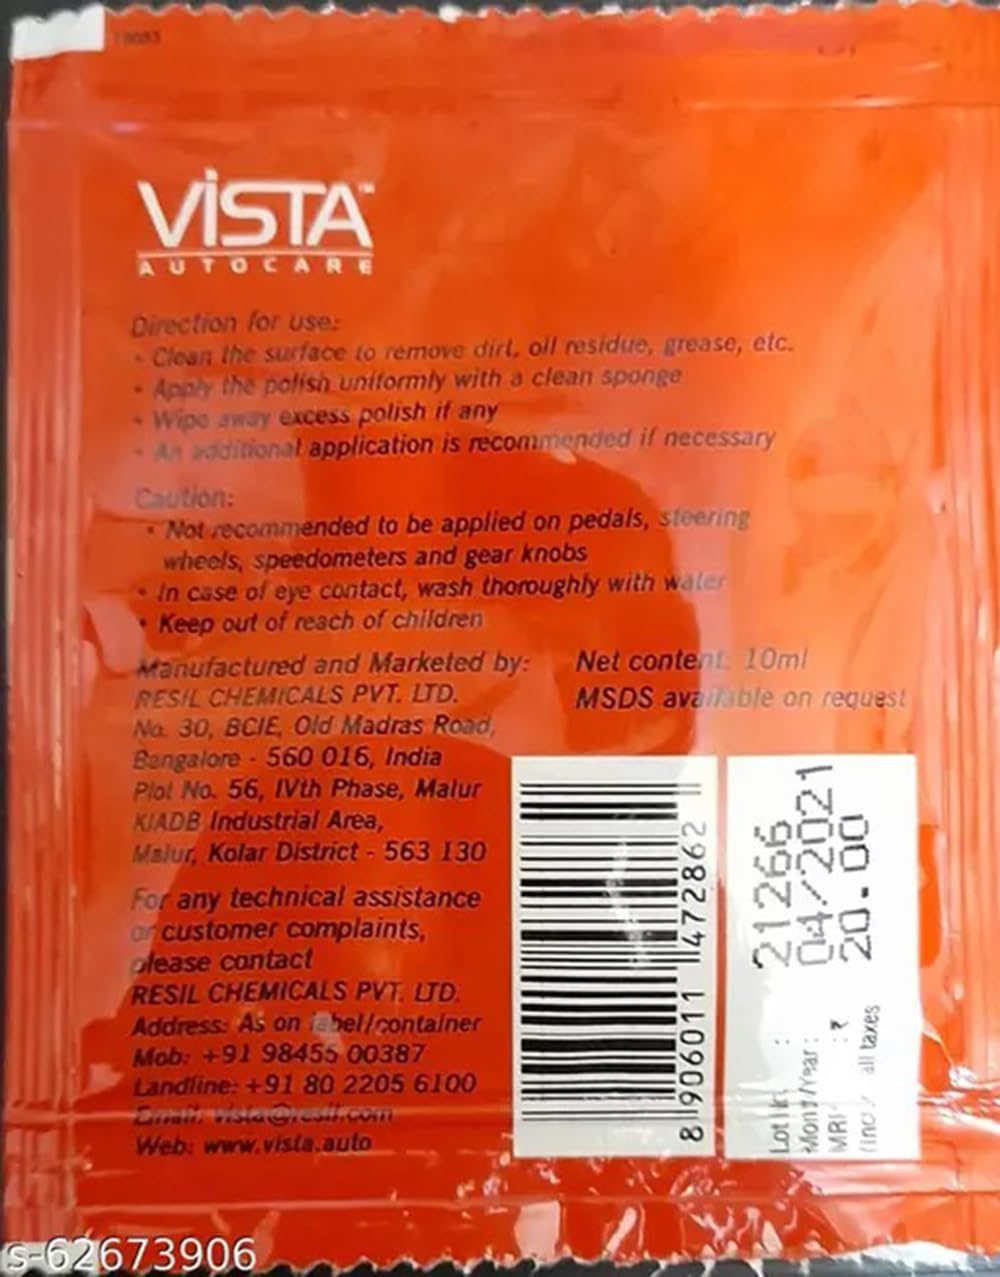 VISTA™
AUTOCARE
Direction for use:
• Clean the surface to remove dirt, oil residue, grease, etc.
• Apply the polish uniformly with a clean sponge
• Wipe away excess polish if any
• An additional application is recommended if necessary
Caution:
• Not recommended to be applied on pedals, steering
wheels, speedometers and gear knobs
• In case of eye contact, wash thoroughly with water
• Keep out of reach of children
Manufactured and Marketed by:
RESIL CHEMICALS PVT. LTD.
No. 30, BCIE, Old Madras Road,
Bangalore - 560 016, India
Plot No. 56, IVth Phase, Malur
KIADB Industrial Area,
Malur, Kolar District - 563 130
Net content: 10ml
MSDS available on request
For any technical assistance
or customer complaints,
please contact
RESIL CHEMICALS PVT. LTD.
Address: As on label/container
Mob: +91 98455 00387
Landline: +91 80 2205 6100
Email: vista@resil.com
Web: www.vista.auto
8 906011 472862
Lot : 21266
/Year : 04/2021
MRP : ₹ 20.00
all taxes
s-62673906